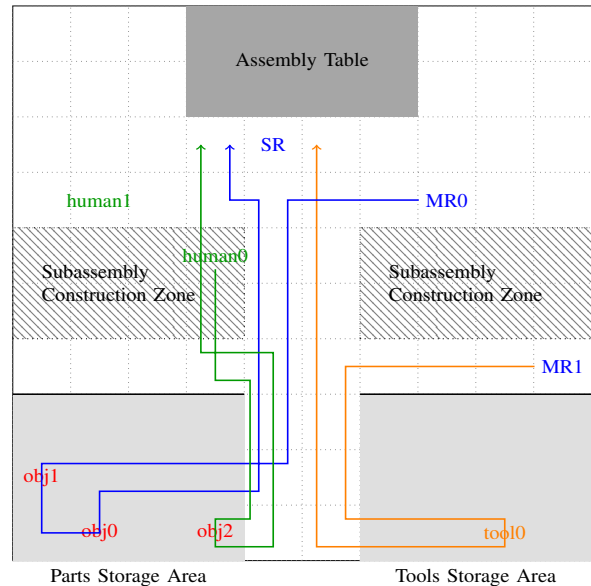 Assembly Table
SR
human1
MR0
human0
Subassembly
Construction Zone
Subassembly
Construction Zone
MR1
obj1
obj0
obj2
tool0
Parts Storage Area
Tools Storage Area